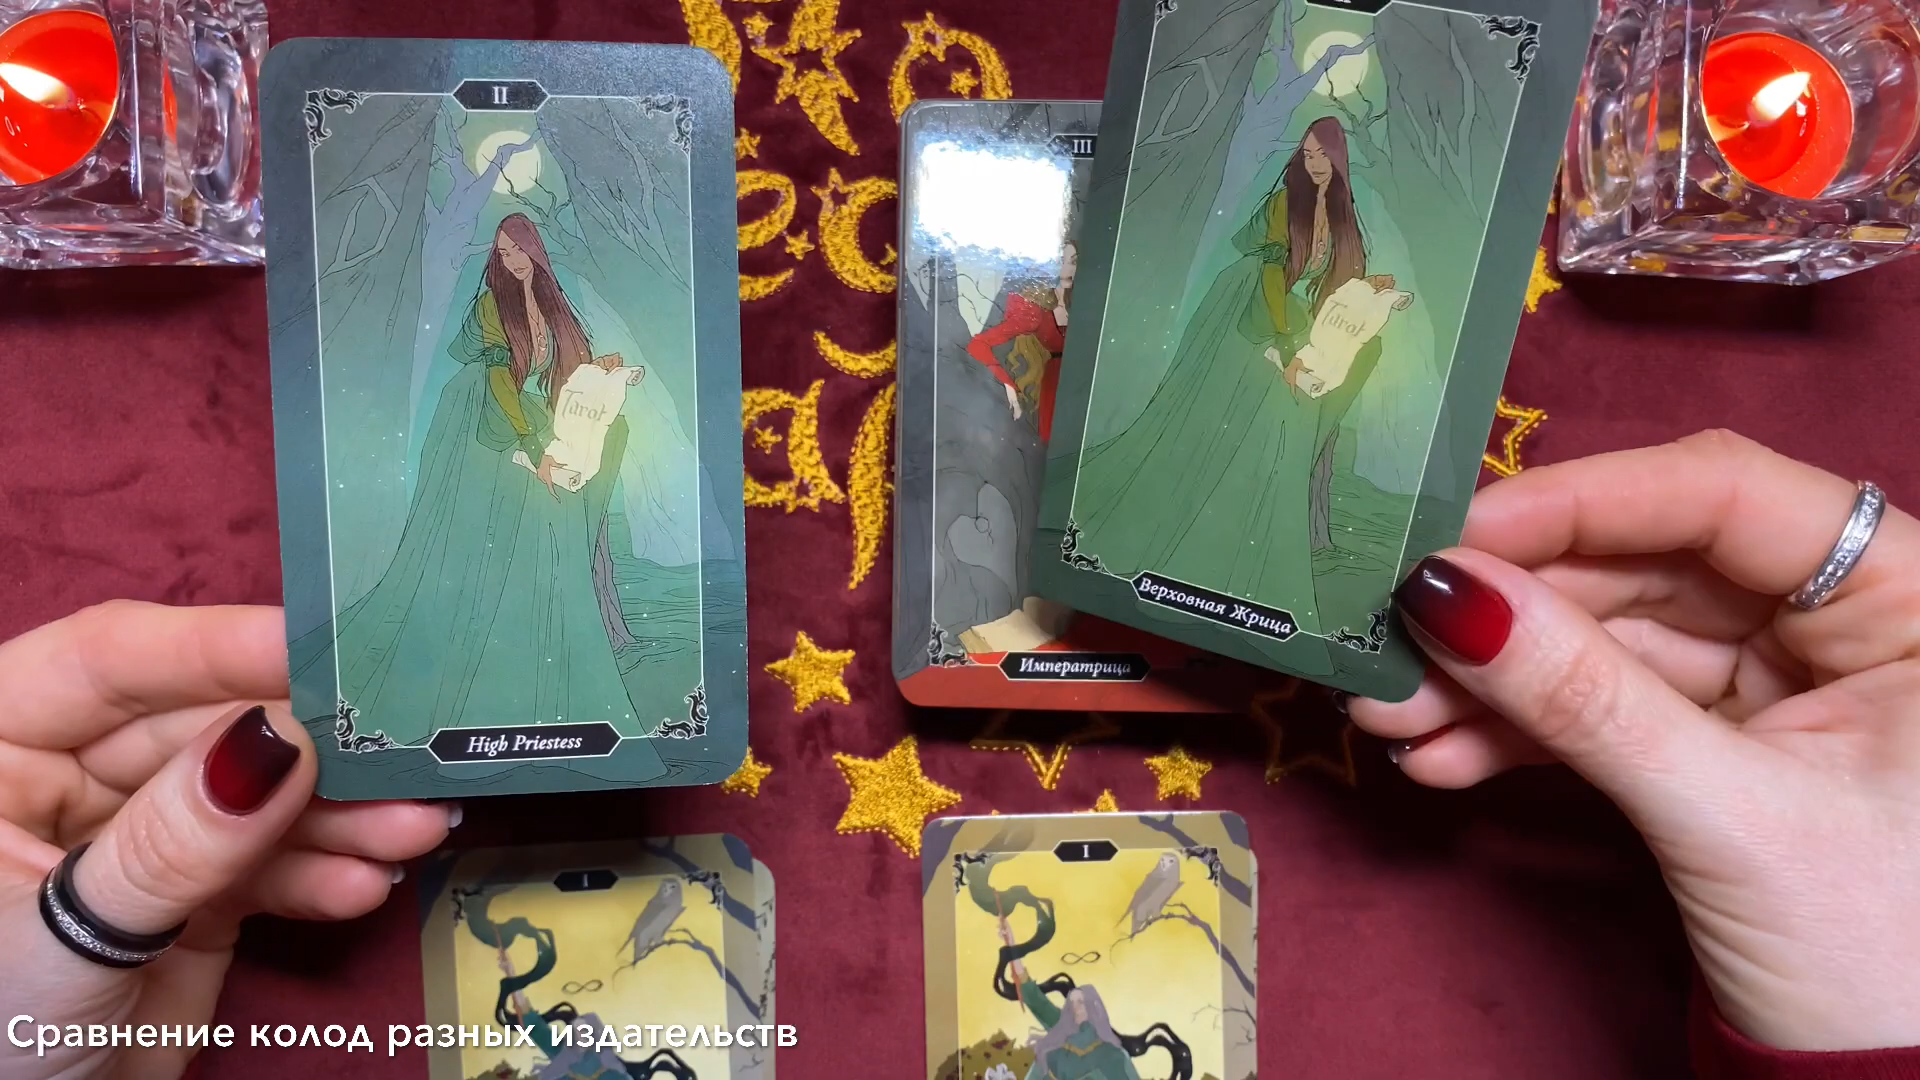 II
Tarot
High Priestess
III
Tarot
Верховная Жрица
Императрица
I
I
Сравнение колод разных издательств